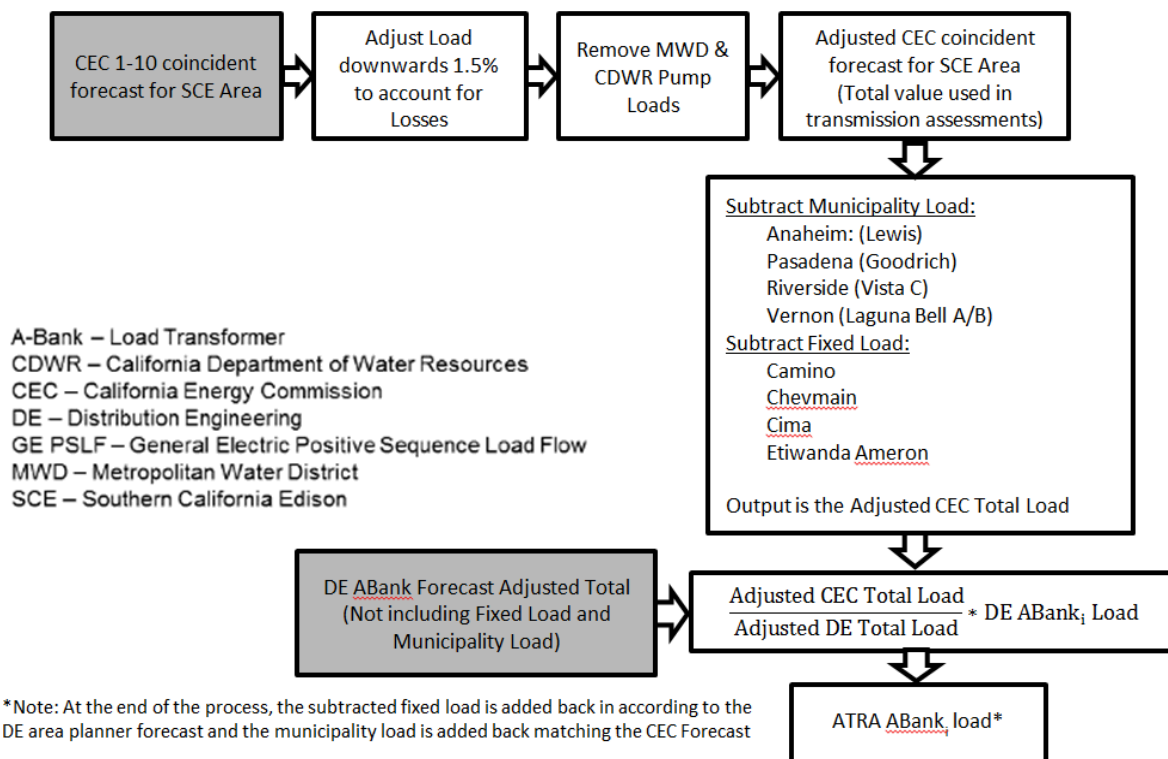 CEC 1-10 coincident
forecast for SCE Area
Adjust Load
downwards 1.5%
to account for
Losses
Remove MWD &
CDWR Pump
Loads
Adjusted CEC coincident
forecast for SCE Area
(Total value used in
transmission assessments)
Subtract Municipality Load:
Anaheim: (Lewis)
Pasadena (Goodrich)
Riverside (Vista C)
Vernon (Laguna Bell A/B)
Subtract Fixed Load:
Camino
Chevmain
Cima
Etiwanda Ameron
Output is the Adjusted CEC Total Load
A-Bank – Load Transformer
CDWR – California Department of Water Resources
CEC – California Energy Commission
DE – Distribution Engineering
GE PSLF – General Electric Positive Sequence Load Flow
MWD – Metropolitan Water District
SCE – Southern California Edison
DE ABank Forecast Adjusted Total
(Not including Fixed Load and
Municipality Load)
Adjusted CEC Total Load
Adjusted DE Total Load
* DE ABankᵢ Load
ATRA ABankᵢ load*
*Note: At the end of the process, the subtracted fixed load is added back in according to the
DE area planner forecast and the municipality load is added back matching the CEC Forecast